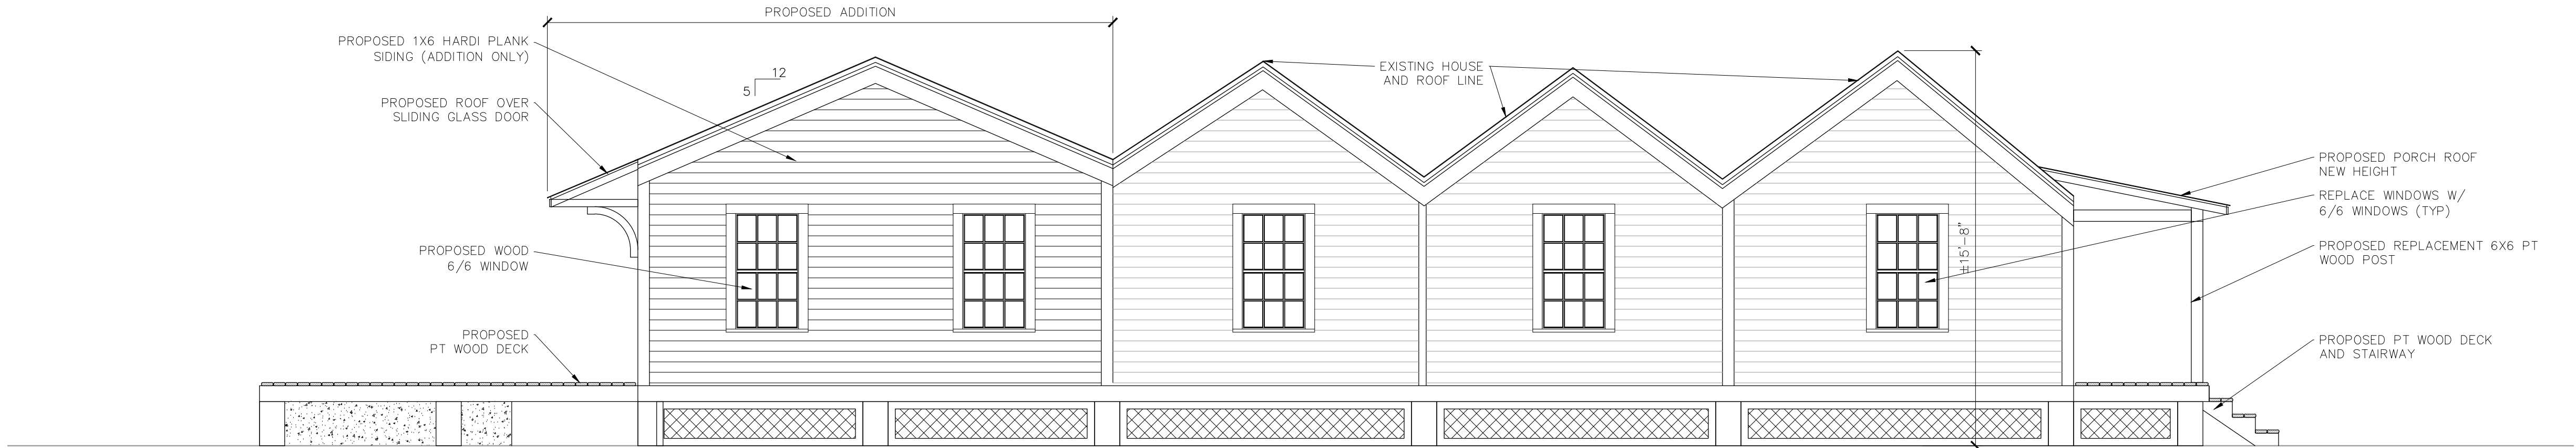 PROPOSED ADDITION
PROPOSED 1X6 HARDI PLANK
SIDING (ADDITION ONLY)
12
5
PROPOSED ROOF OVER
SLIDING GLASS DOOR
EXISTING HOUSE
AND ROOF LINE
PROPOSED WOOD
6/6 WINDOW
PROPOSED
PT WOOD DECK
±15'-8"
PROPOSED PORCH ROOF
NEW HEIGHT
REPLACE WINDOWS W/
6/6 WINDOWS (TYP)
PROPOSED REPLACEMENT 6X6 PT
WOOD POST
PROPOSED PT WOOD DECK
AND STAIRWAY